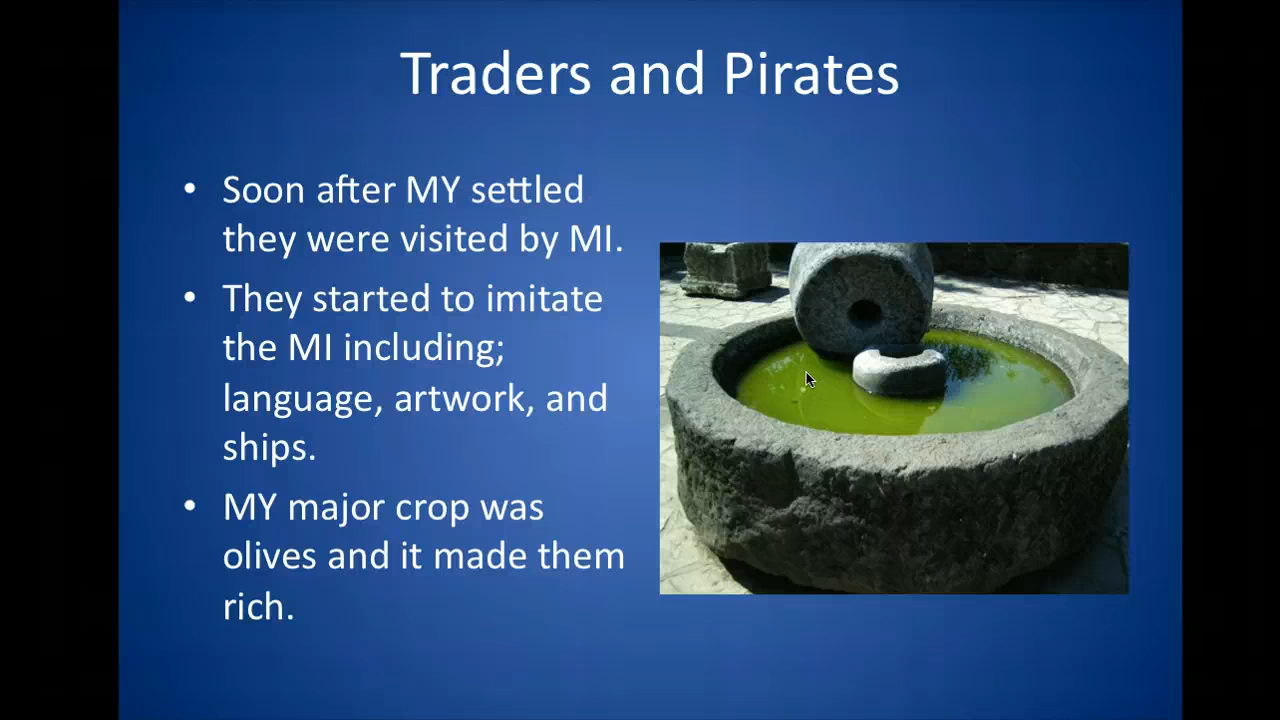 Traders and Pirates
• Soon after MY settled
they were visited by MI.
• They started to imitate
the MI including;
language, artwork, and
ships.
• MY major crop was
olives and it made them
rich.